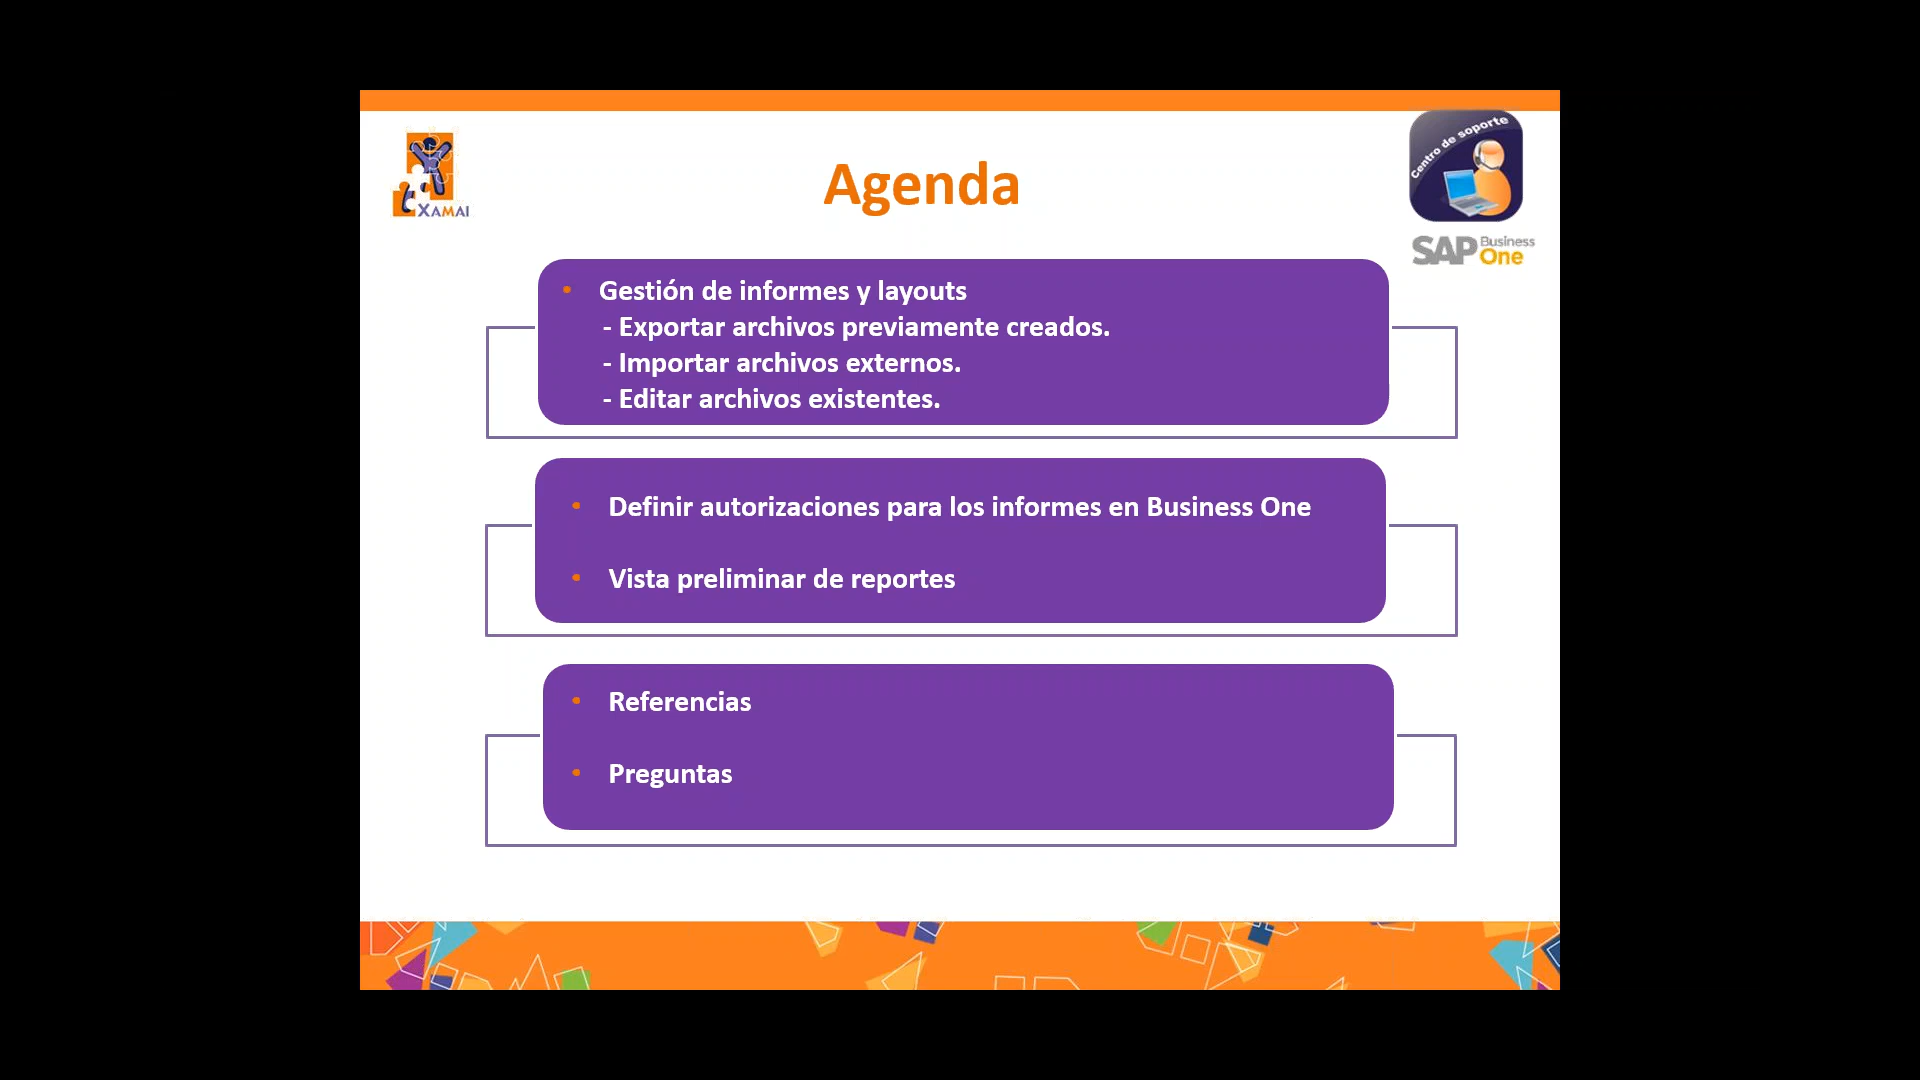 Centro de soporte
XAMAI
Agenda
SAP Business One
• Gestión de informes y layouts
- Exportar archivos previamente creados.
- Importar archivos externos.
- Editar archivos existentes.
• Definir autorizaciones para los informes en Business One
• Vista preliminar de reportes
• Referencias
• Preguntas